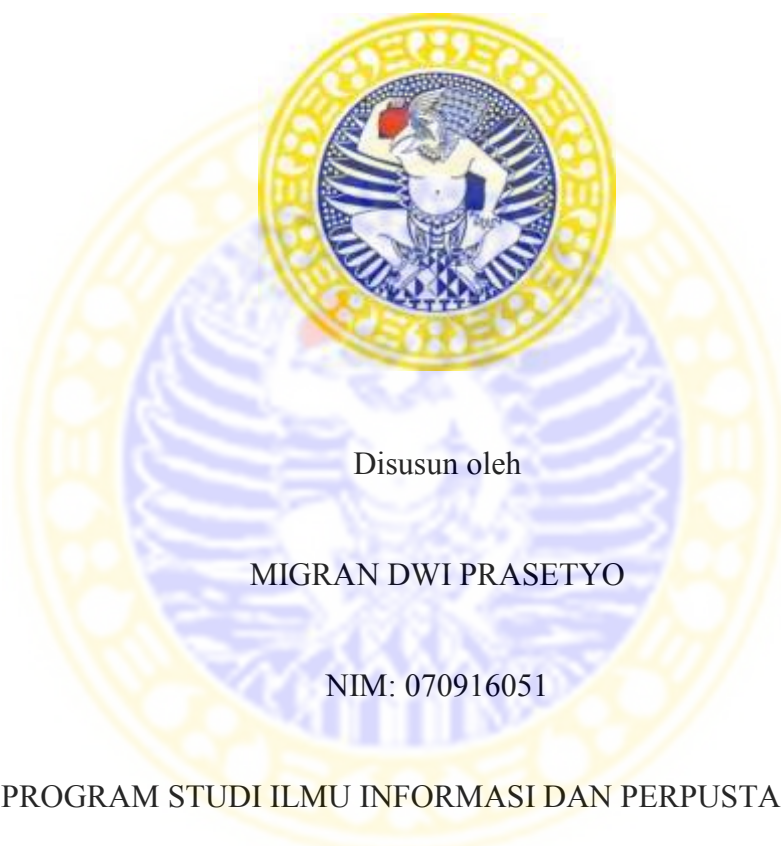 Disusun oleh
MIGRAN DWI PRASETYO
NIM: 070916051
PROGRAM STUDI ILMU INFORMASI DAN PERPUSTA